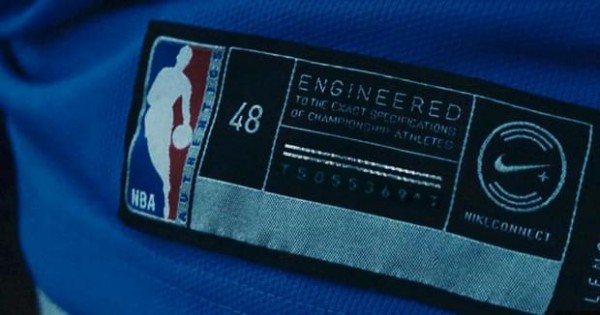 NBA
AUTHENTICS
48
ENGINEERED
TO THE EXACT SPECIFICATIONS
OF CHAMPIONSHIP ATHLETES
NIKECONNECT